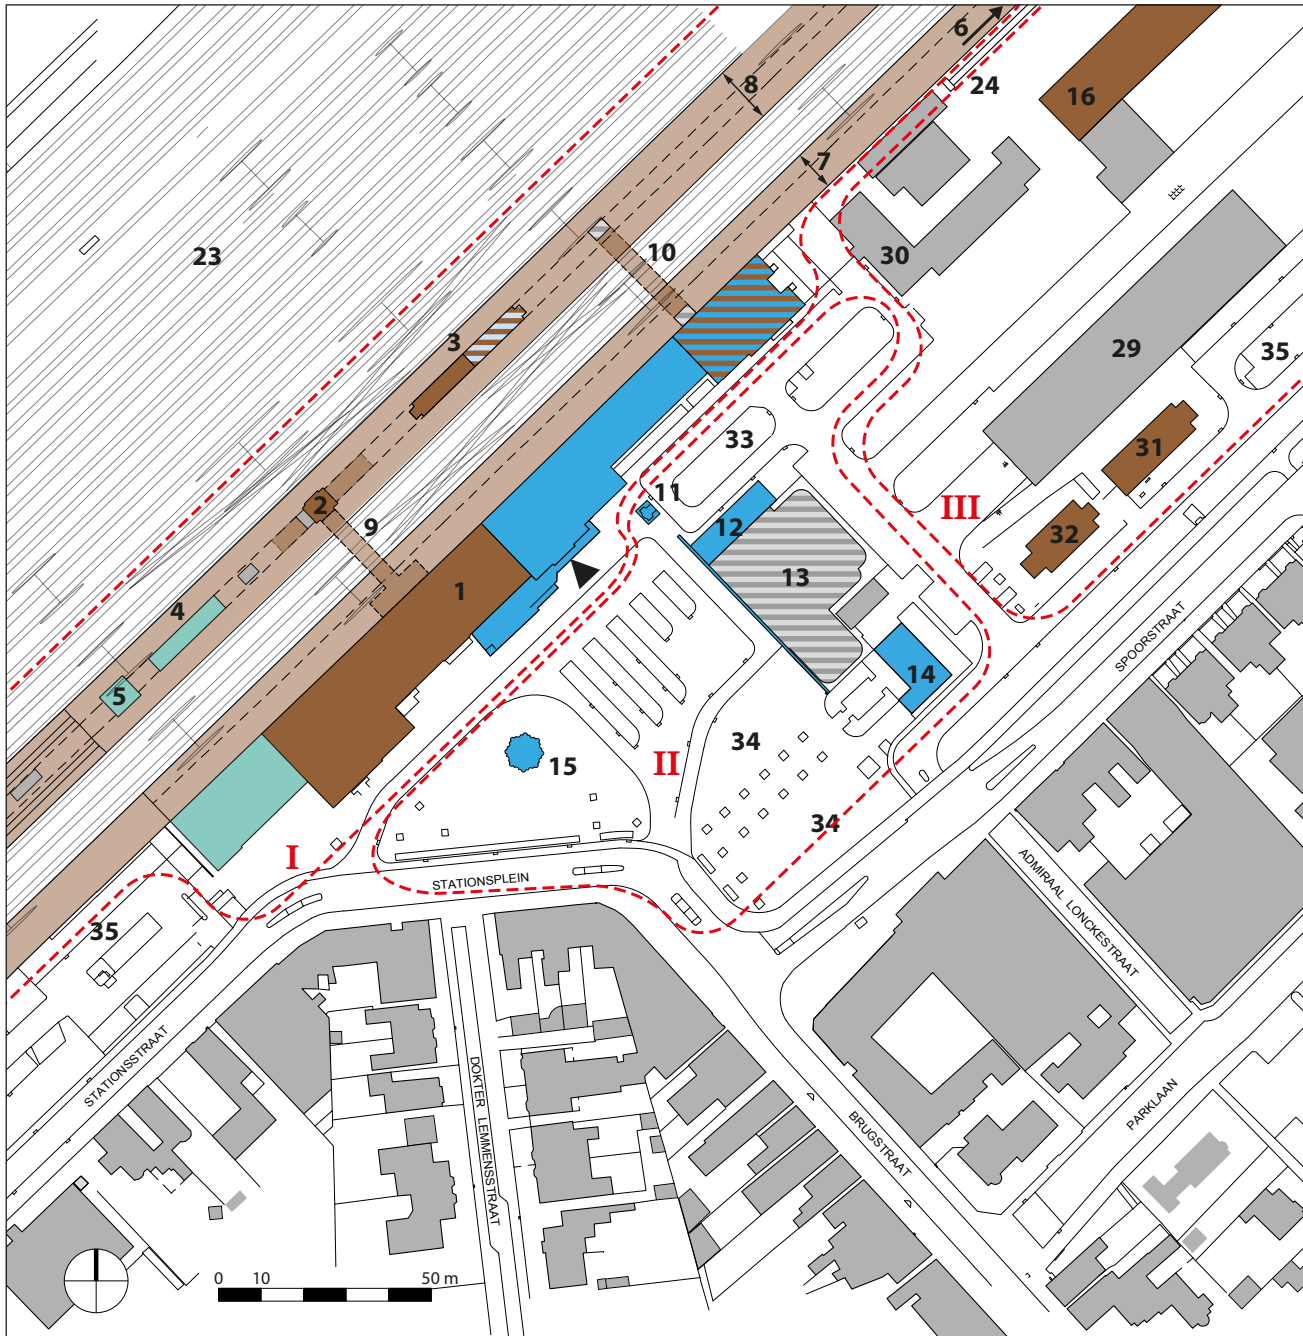 6
8
24
16
7
23
10
30
3
29
35
33
31
11
2
9
12
III
32
13
1
4
SPOORSTRAAT
5
14
34
15
II
34
I
STATIONSPLEIN
ADMIRAAL LONCKESTRAAT
35
STATIONSSTRAAT
DOKTER LEMMENSSTRAAT
BRUGSTRAAT
PARKLAAN
0 10 50 m